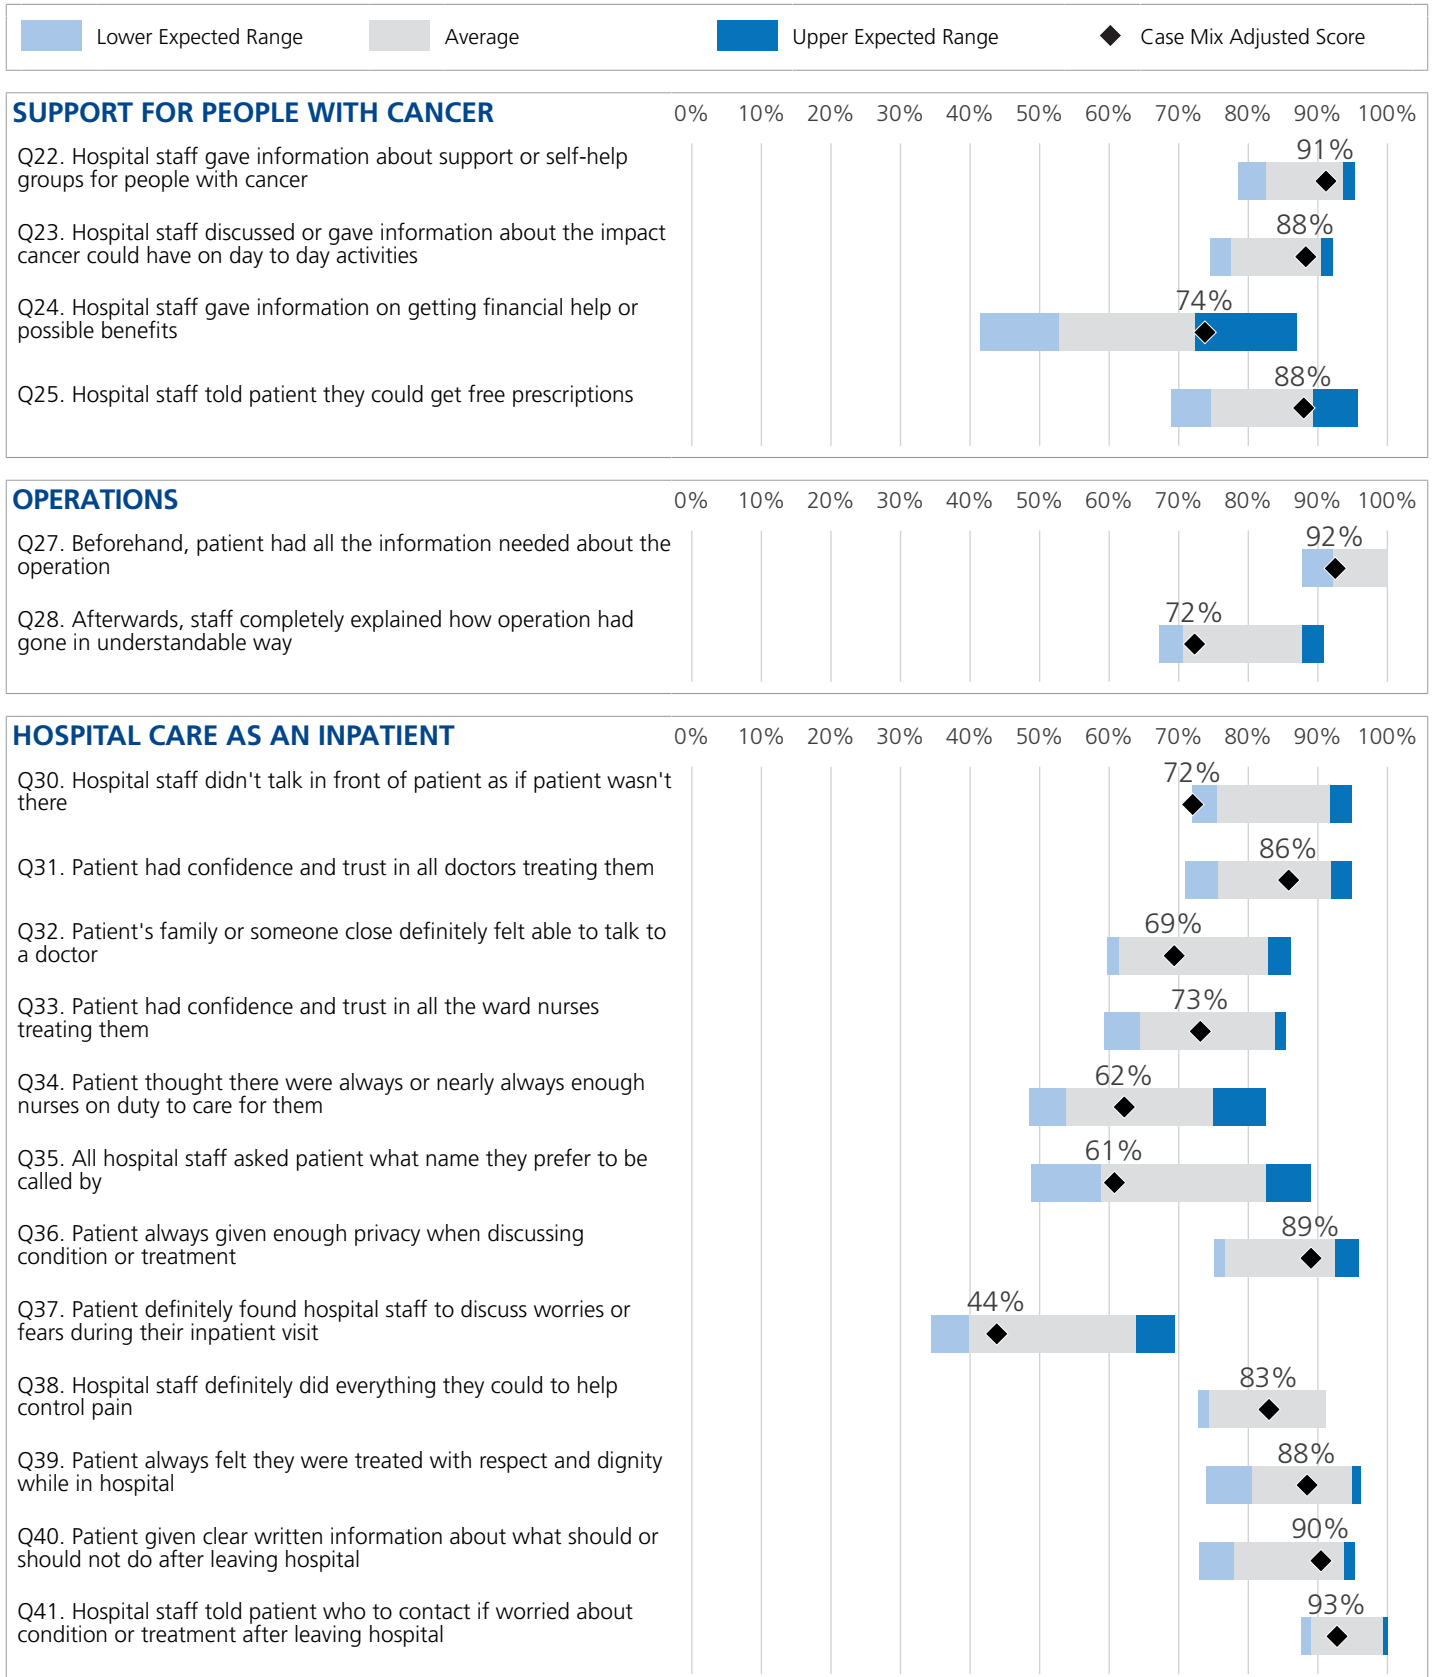 Lower Expected Range Average Upper Expected Range Case Mix Adjusted Score
SUPPORT FOR PEOPLE WITH CANCER 0% 10% 20% 30% 40% 50% 60% 70% 80% 90% 100%
91%
Q22. Hospital staff gave information about support or self-help
groups for people with cancer
88%
Q23. Hospital staff discussed or gave information about the impact
cancer could have on day to day activities
74%
Q24. Hospital staff gave information on getting financial help or
possible benefits
88%
Q25. Hospital staff told patient they could get free prescriptions
OPERATIONS 0% 10% 20% 30% 40% 50% 60% 70% 80% 90% 100%
92%
Q27. Beforehand, patient had all the information needed about the
operation
72%
Q28. Afterwards, staff completely explained how operation had
gone in understandable way
HOSPITAL CARE AS AN INPATIENT 0% 10% 20% 30% 40% 50% 60% 70% 80% 90% 100%
72%
Q30. Hospital staff didn't talk in front of patient as if patient wasn't
there
86%
Q31. Patient had confidence and trust in all doctors treating them
69%
Q32. Patient's family or someone close definitely felt able to talk to
a doctor
73%
Q33. Patient had confidence and trust in all the ward nurses
treating them
62%
Q34. Patient thought there were always or nearly always enough
nurses on duty to care for them
61%
Q35. All hospital staff asked patient what name they prefer to be
called by
89%
Q36. Patient always given enough privacy when discussing
condition or treatment
44%
Q37. Patient definitely found hospital staff to discuss worries or
fears during their inpatient visit
83%
Q38. Hospital staff definitely did everything they could to help
control pain
88%
Q39. Patient always felt they were treated with respect and dignity
while in hospital
90%
Q40. Patient given clear written information about what should or
should not do after leaving hospital
93%
Q41. Hospital staff told patient who to contact if worried about
condition or treatment after leaving hospital